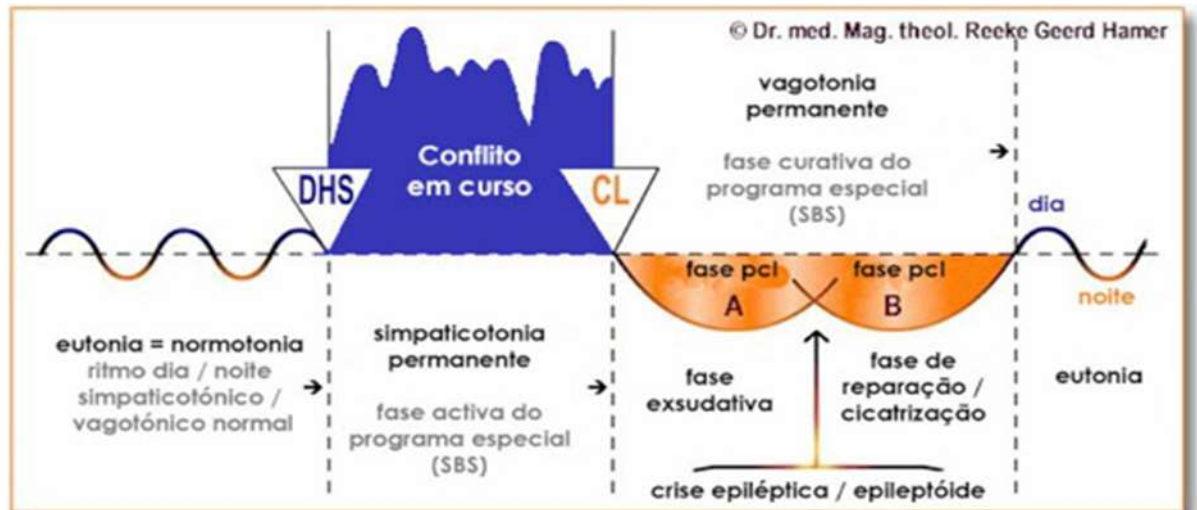 © Dr. med. Mag. theol. Reeke Geerd Hamer
vagotonia
permanente
fase curativa do
programa especial
(SBS)
Conflito
em curso
DHS
CL
dia
fase pcl
A
fase pcl
B
noite
eutonia = normotonia
ritmo dia / noite
simpaticotónico /
vagotónico normal
simpaticotonia
permanente
fase activa do
programa especial
(SBS)
fase
exsudativa
fase de
reparação /
cicatrização
eutonia
crise epiléptica / epileptóide